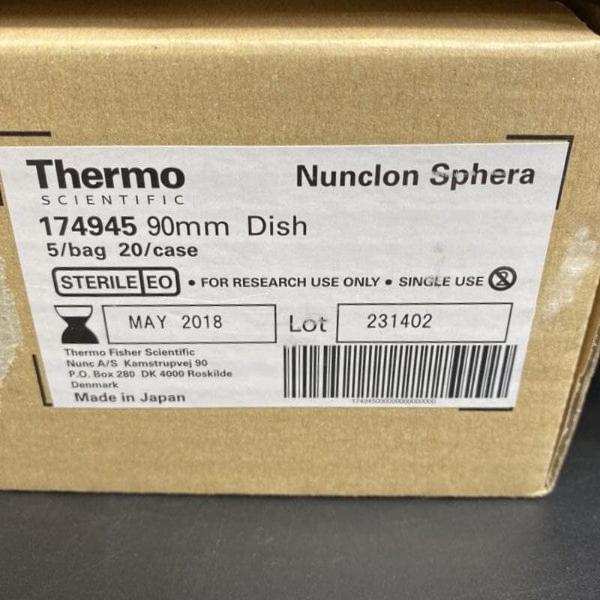 Thermo
SCIENTIFIC
Nunclon Sphera
174945 90mm Dish
5/bag 20/case
STERILE EO • FOR RESEARCH USE ONLY • SINGLE USE
MAY 2018 Lot 231402
Thermo Fisher Scientific
Nunc A/S Kamstrupvej 90
P.O. Box 280 DK 4000 Roskilde
Denmark
Made in Japan